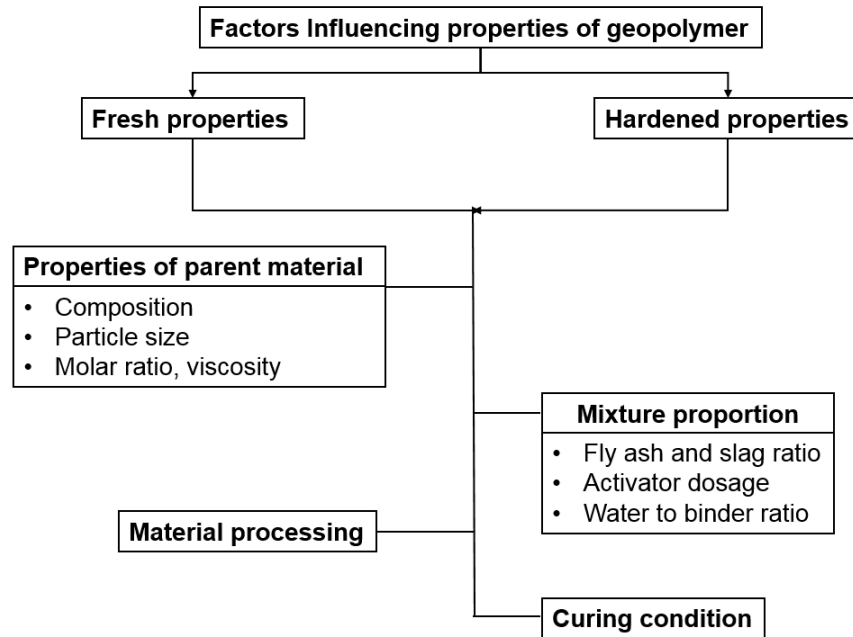 Factors Influencing properties of geopolymer
Fresh properties
Hardened properties
Properties of parent material
• Composition
• Particle size
• Molar ratio, viscosity
Mixture proportion
• Fly ash and slag ratio
• Activator dosage
• Water to binder ratio
Material processing
Curing condition